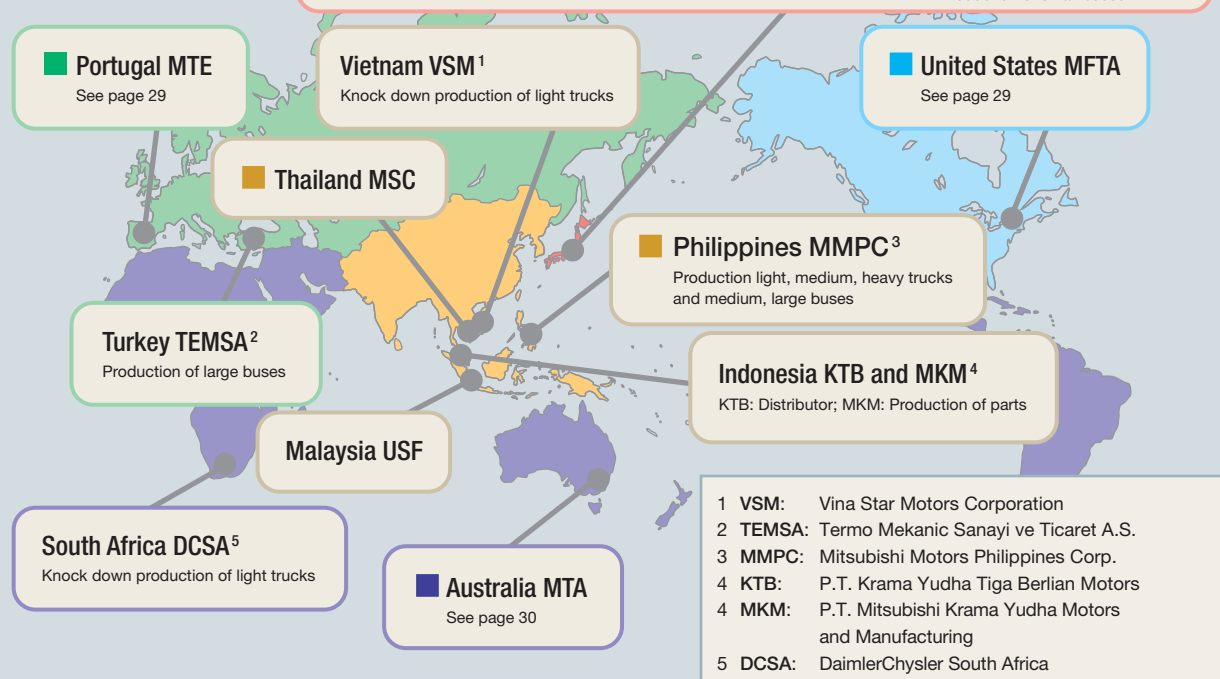 Portugal MTE
See page 29
Vietnam VSM1
Knock down production of light trucks
United States MFTA
See page 29
Thailand MSC
Philippines MMPC3
Production light, medium, heavy trucks
and medium, large buses
Turkey TEMSA2
Production of large buses
Indonesia KTB and MKM4
KTB: Distributor; MKM: Production of parts
Malaysia USF
South Africa DCSA5
Knock down production of light trucks
Australia MTA
See page 30
1 VSM: Vina Star Motors Corporation
2 TEMSA: Termo Mekanic Sanayi ve Ticaret A.S.
3 MMPC: Mitsubishi Motors Philippines Corp.
4 KTB: P.T. Krama Yudha Tiga Berlian Motors
4 MKM: P.T. Mitsubishi Krama Yudha Motors
and Manufacturing
5 DCSA: DaimlerChysler South Africa